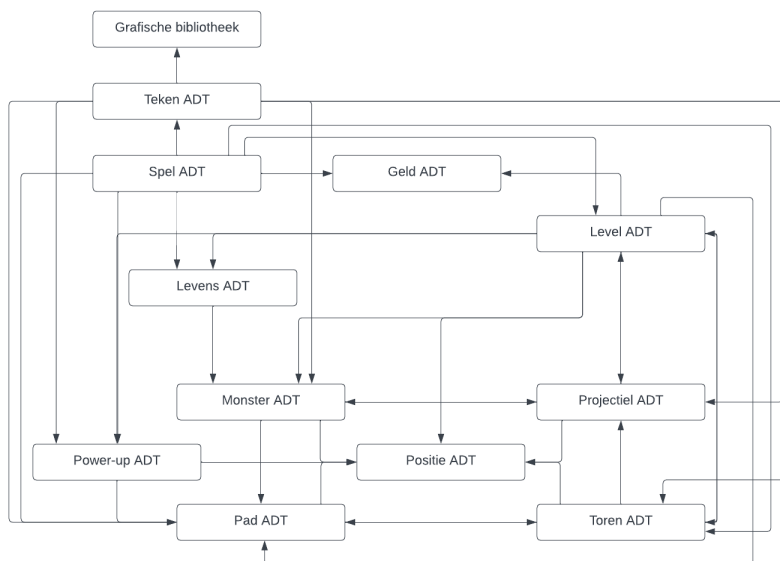 Grafische bibliotheek
Teken ADT
Spel ADT
Geld ADT
Level ADT
Levens ADT
Monster ADT
Projectiel ADT
Power-up ADT
Positie ADT
Pad ADT
Toren ADT